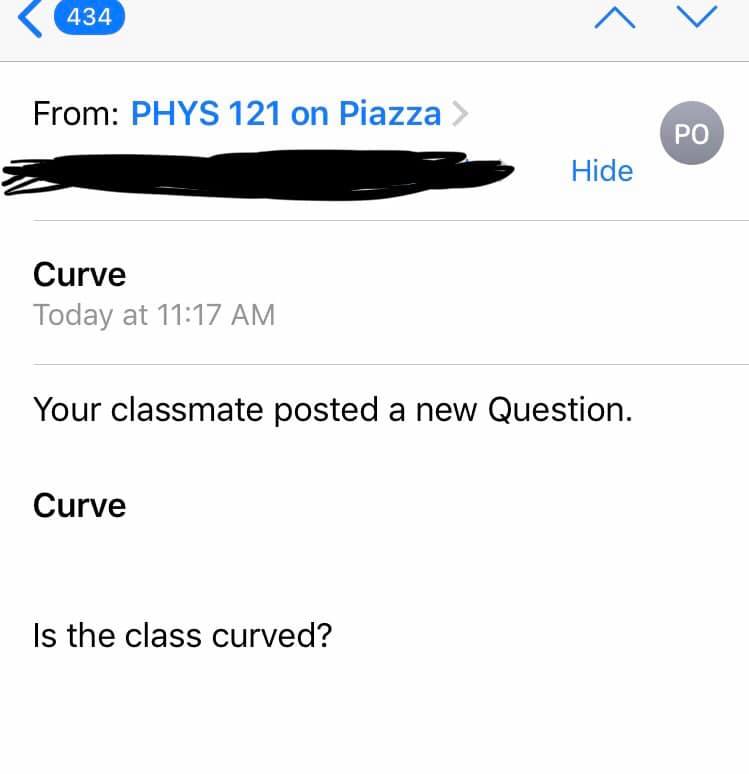 434
From: PHYS 121 on Piazza
PO
Hide
Curve
Today at 11:17 AM
Your classmate posted a new Question.
Curve
Is the class curved?